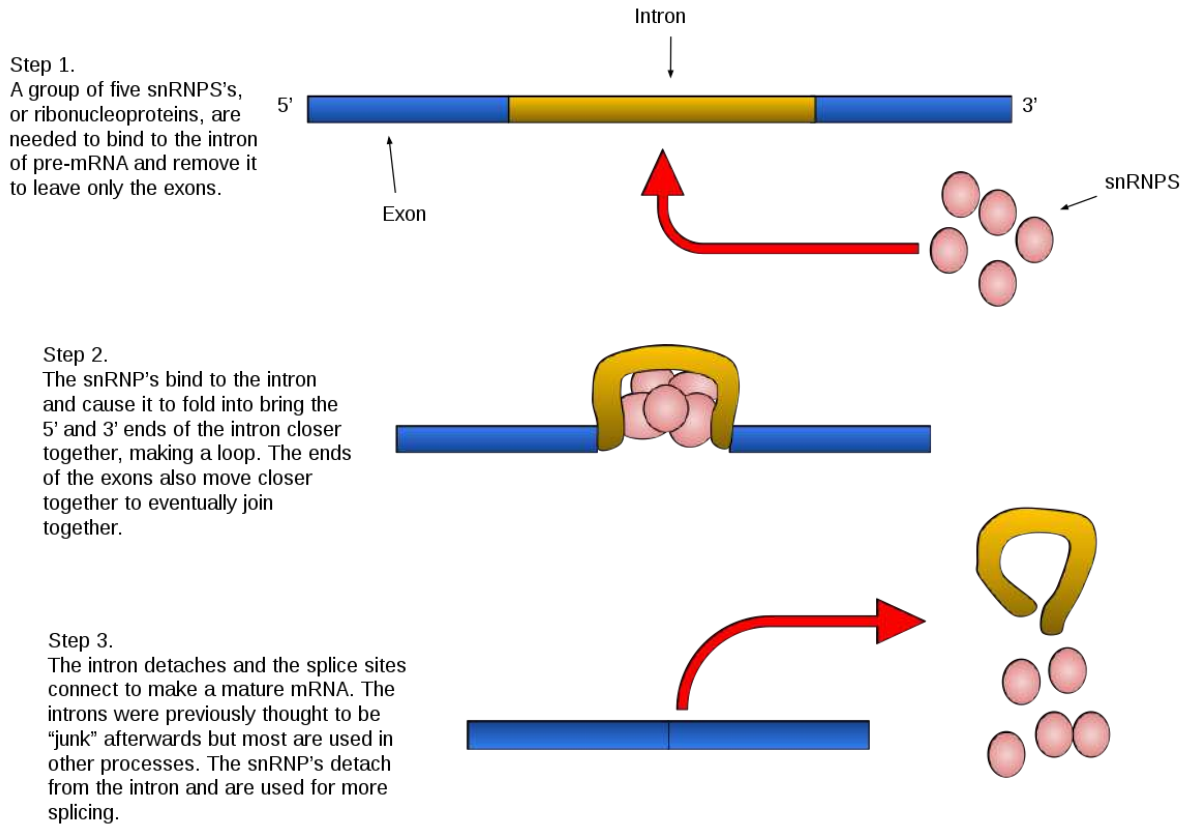 Intron
Step 1.
A group of five snRNPS's,
or ribonucleoproteins, are
needed to bind to the intron
of pre-mRNA and remove it
to leave only the exons.
5'
3'
Exon
snRNPS
Step 2.
The snRNP's bind to the intron
and cause it to fold into bring the
5' and 3' ends of the intron closer
together, making a loop. The ends
of the exons also move closer
together to eventually join
together.
Step 3.
The intron detaches and the splice sites
connect to make a mature mRNA. The
introns were previously thought to be
“junk” afterwards but most are used in
other processes. The snRNP's detach
from the intron and are used for more
splicing.